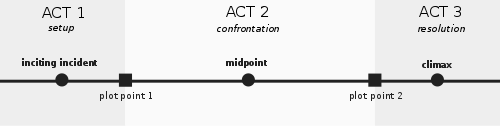 ACT 1
setup
inciting incident
plot point 1
ACT 2
confrontation
midpoint
plot point 2
ACT 3
resolution
climax